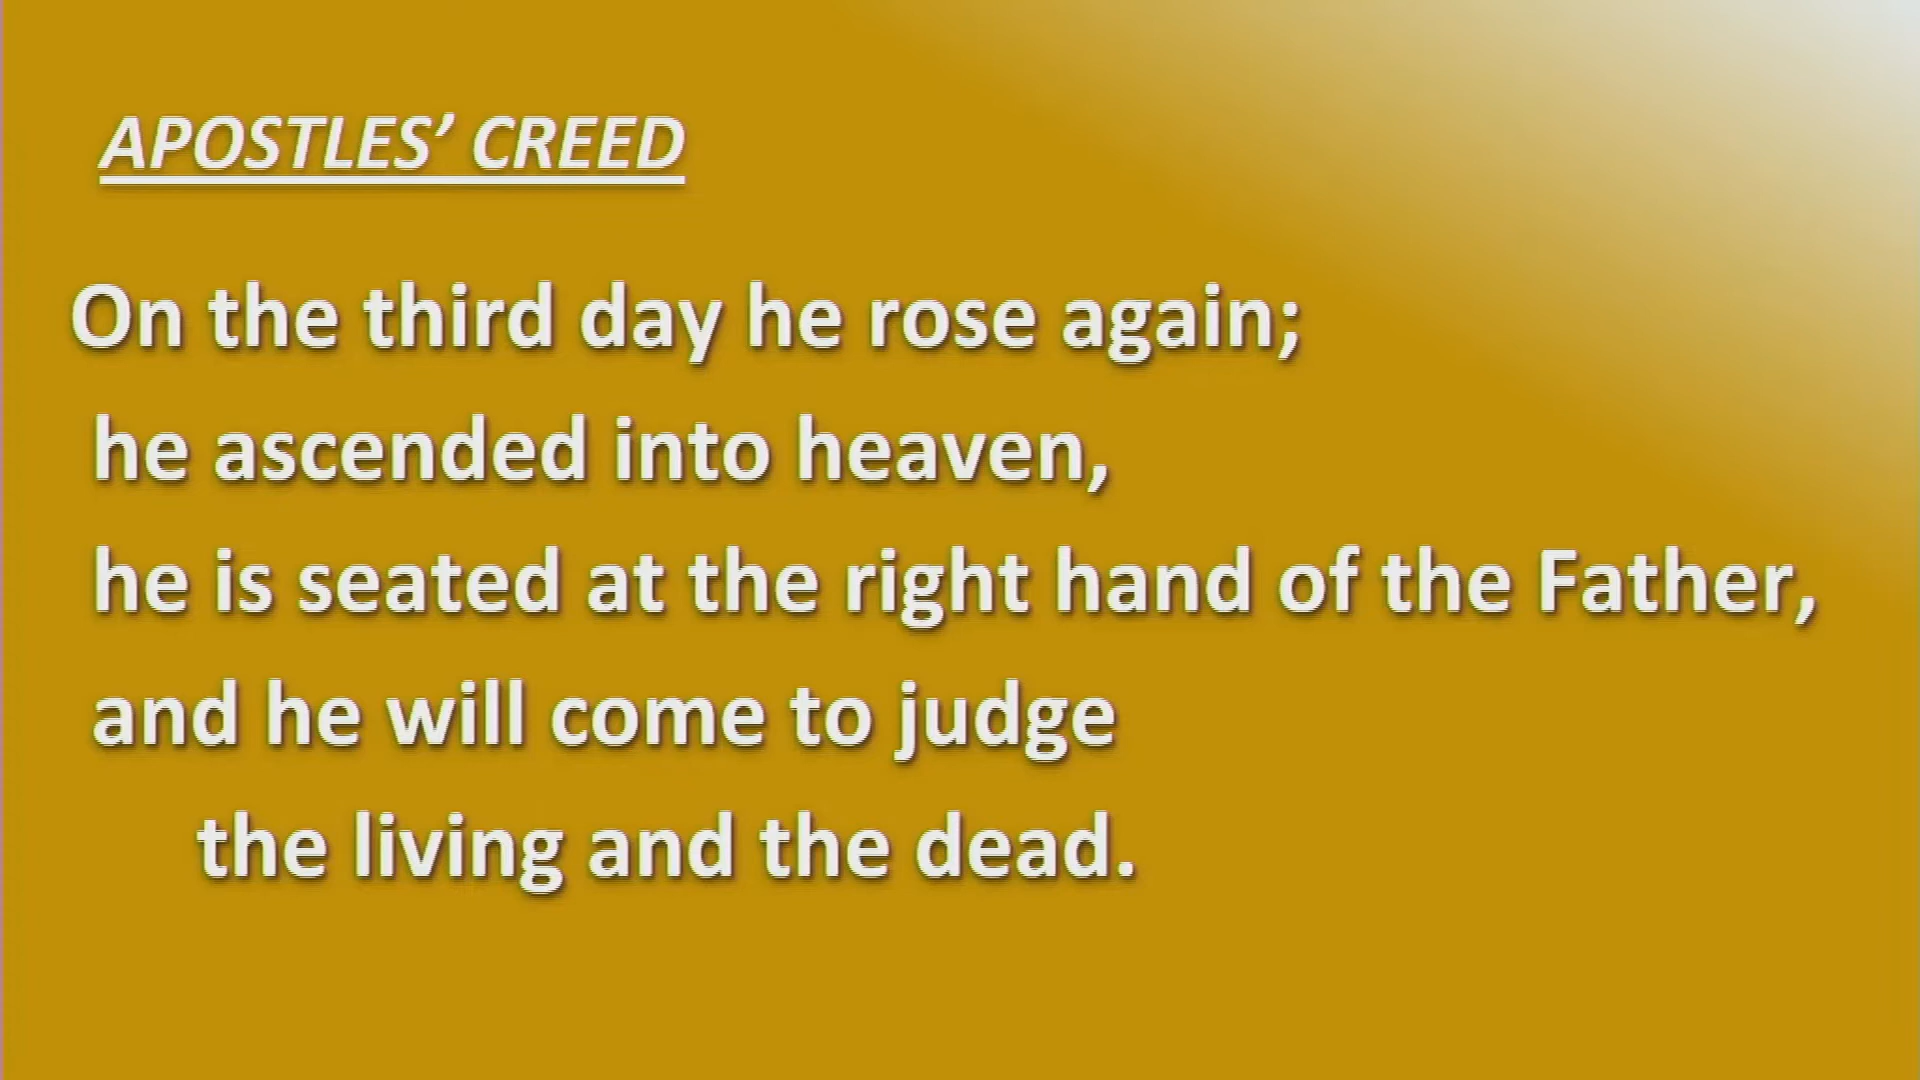 APOSTLES’ CREED
On the third day he rose again;
he ascended into heaven,
he is seated at the right hand of the Father,
and he will come to judge
the living and the dead.